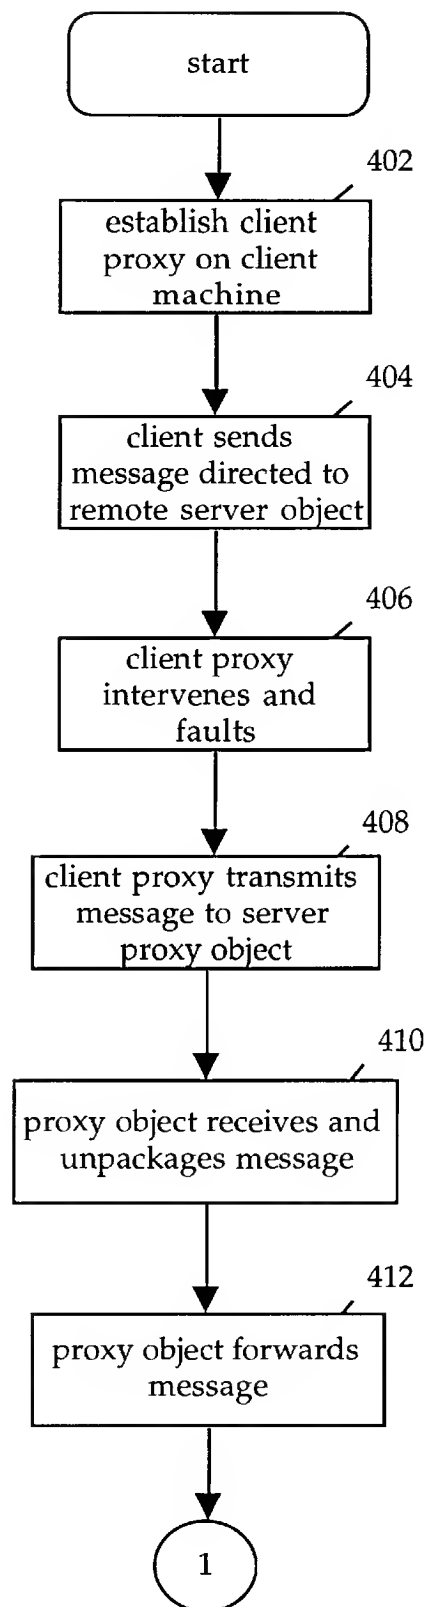 start
402
establish client
proxy on client
machine
404
client sends
message directed to
remote server object
406
client proxy
intervenes and
faults
408
client proxy transmits
message to server
proxy object
410
proxy object receives and
unpackages message
412
proxy object forwards
message
1